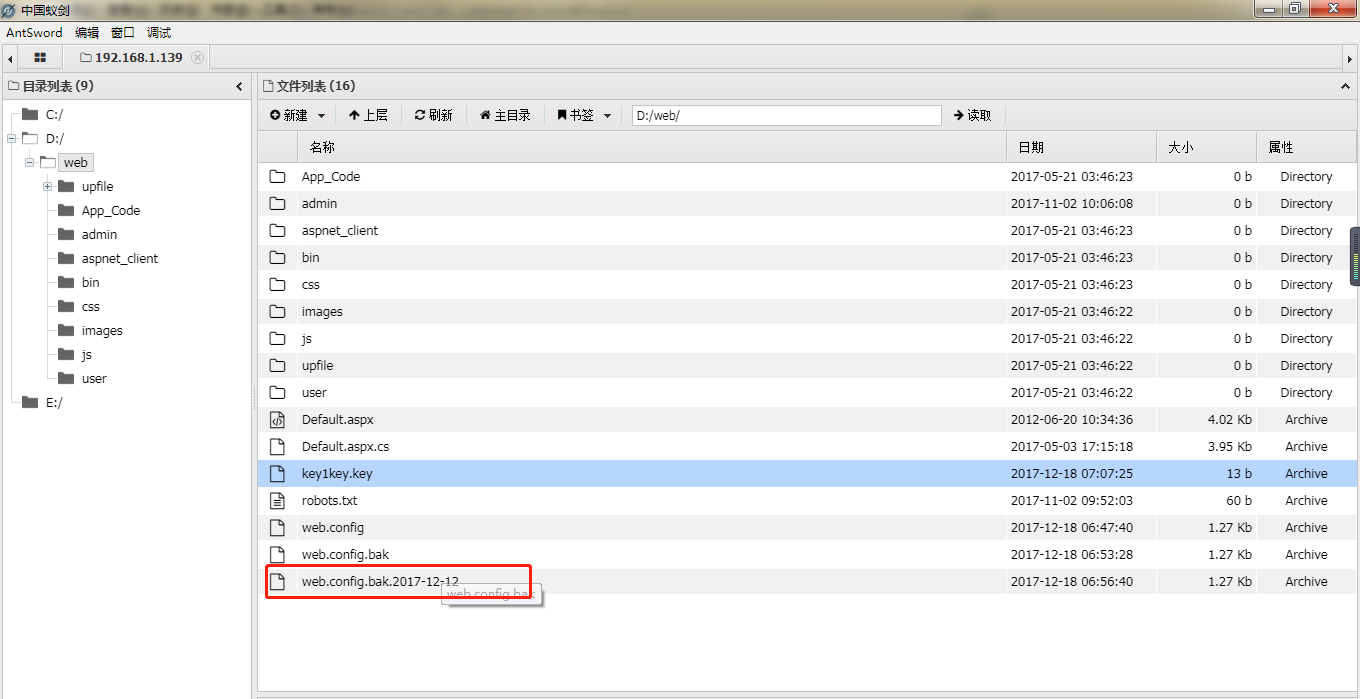 中国蚁剑
AntSword 编辑 窗口 调试
192.168.1.139
目录列表 (9)
C:/
D:/
web
upfile
App_Code
admin
aspnet_client
bin
css
images
js
user
E:/
文件列表 (16)
新建 上层 刷新 主目录 书签 D:/web/ 读取
名称 日期 大小 属性
App_Code 2017-05-21 03:46:23 0 b Directory
admin 2017-11-02 10:06:08 0 b Directory
aspnet_client 2017-05-21 03:46:23 0 b Directory
bin 2017-05-21 03:46:23 0 b Directory
css 2017-05-21 03:46:23 0 b Directory
images 2017-05-21 03:46:22 0 b Directory
js 2017-05-21 03:46:22 0 b Directory
upfile 2017-05-21 03:46:22 0 b Directory
user 2017-05-21 03:46:22 0 b Directory
Default.aspx 2012-06-20 10:34:36 4.02 Kb Archive
Default.aspx.cs 2017-05-03 17:15:18 3.95 Kb Archive
key1key.key 2017-12-18 07:07:25 13 b Archive
robots.txt 2017-11-02 09:52:03 60 b Archive
web.config 2017-12-18 06:47:40 1.27 Kb Archive
web.config.bak 2017-12-18 06:53:28 1.27 Kb Archive
web.config.bak.2017-12-12 2017-12-18 06:56:40 1.27 Kb Archive
web.config.bak